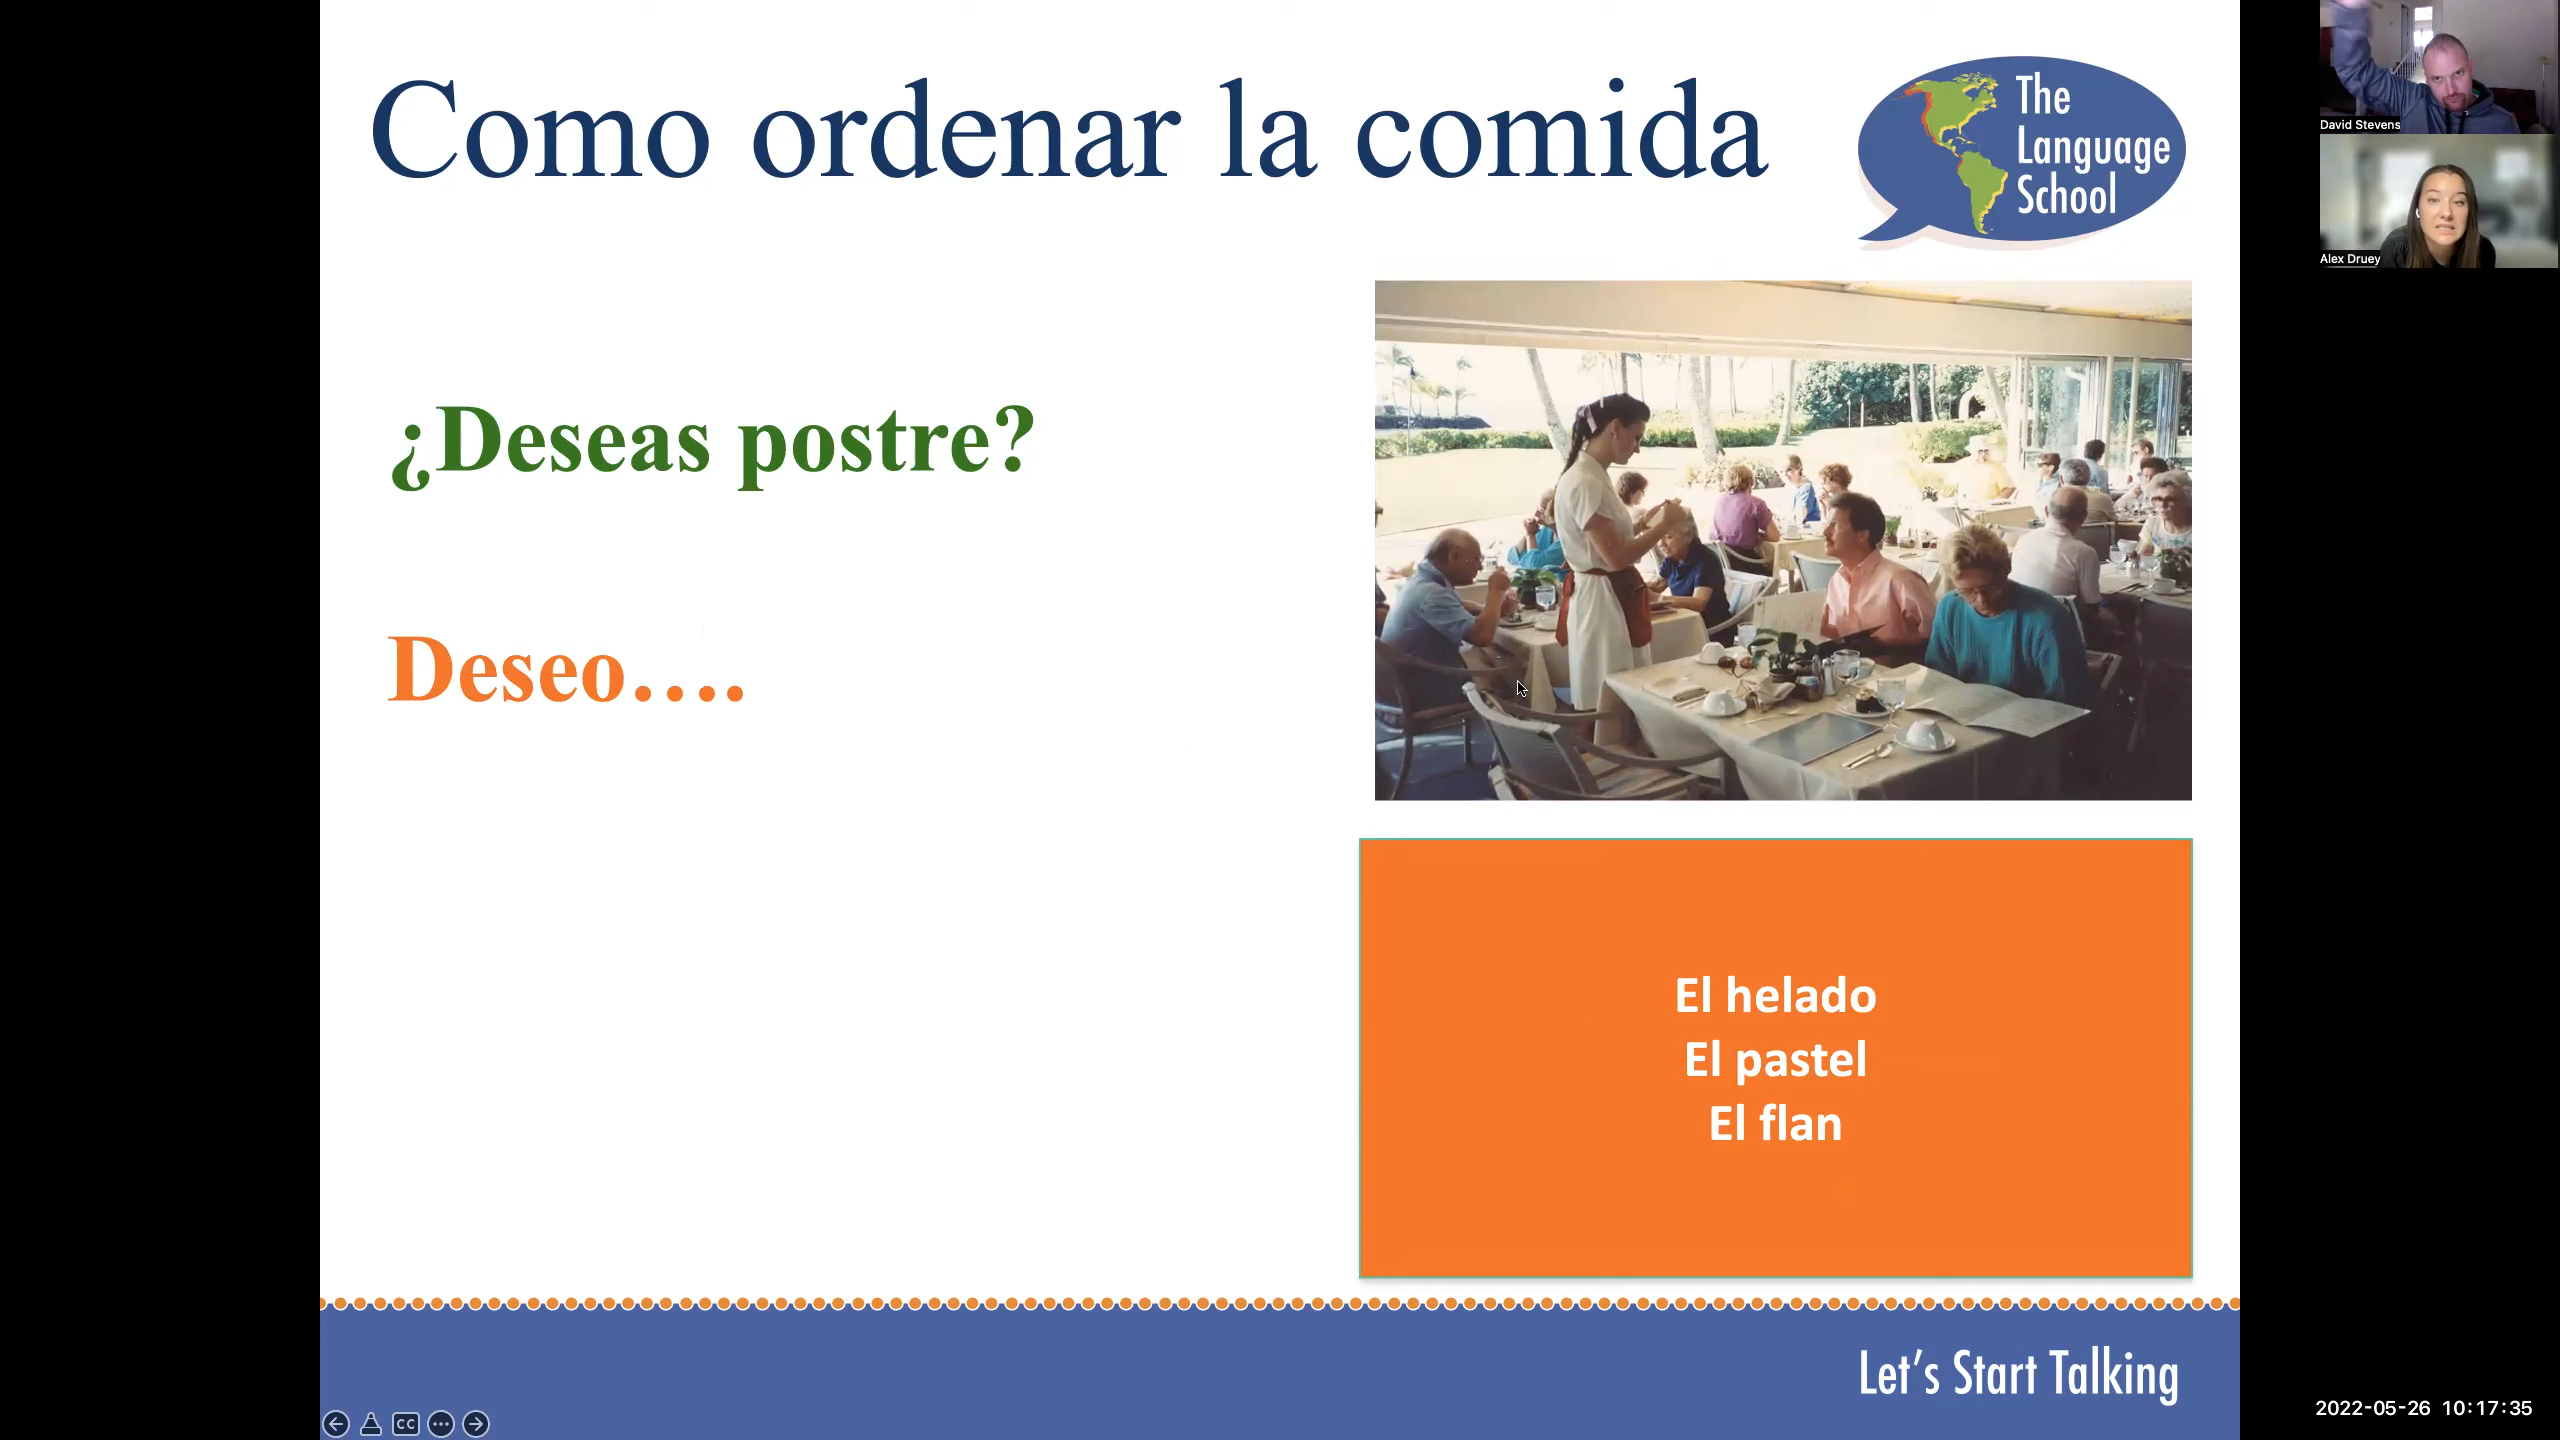 Como ordenar la comida
The
Language
School
¿Deseas postre?
Deseo....
El helado
El pastel
El flan
Let's Start Talking
CC
David Stevens
Alex Druey
2022-05-26 10:17:35